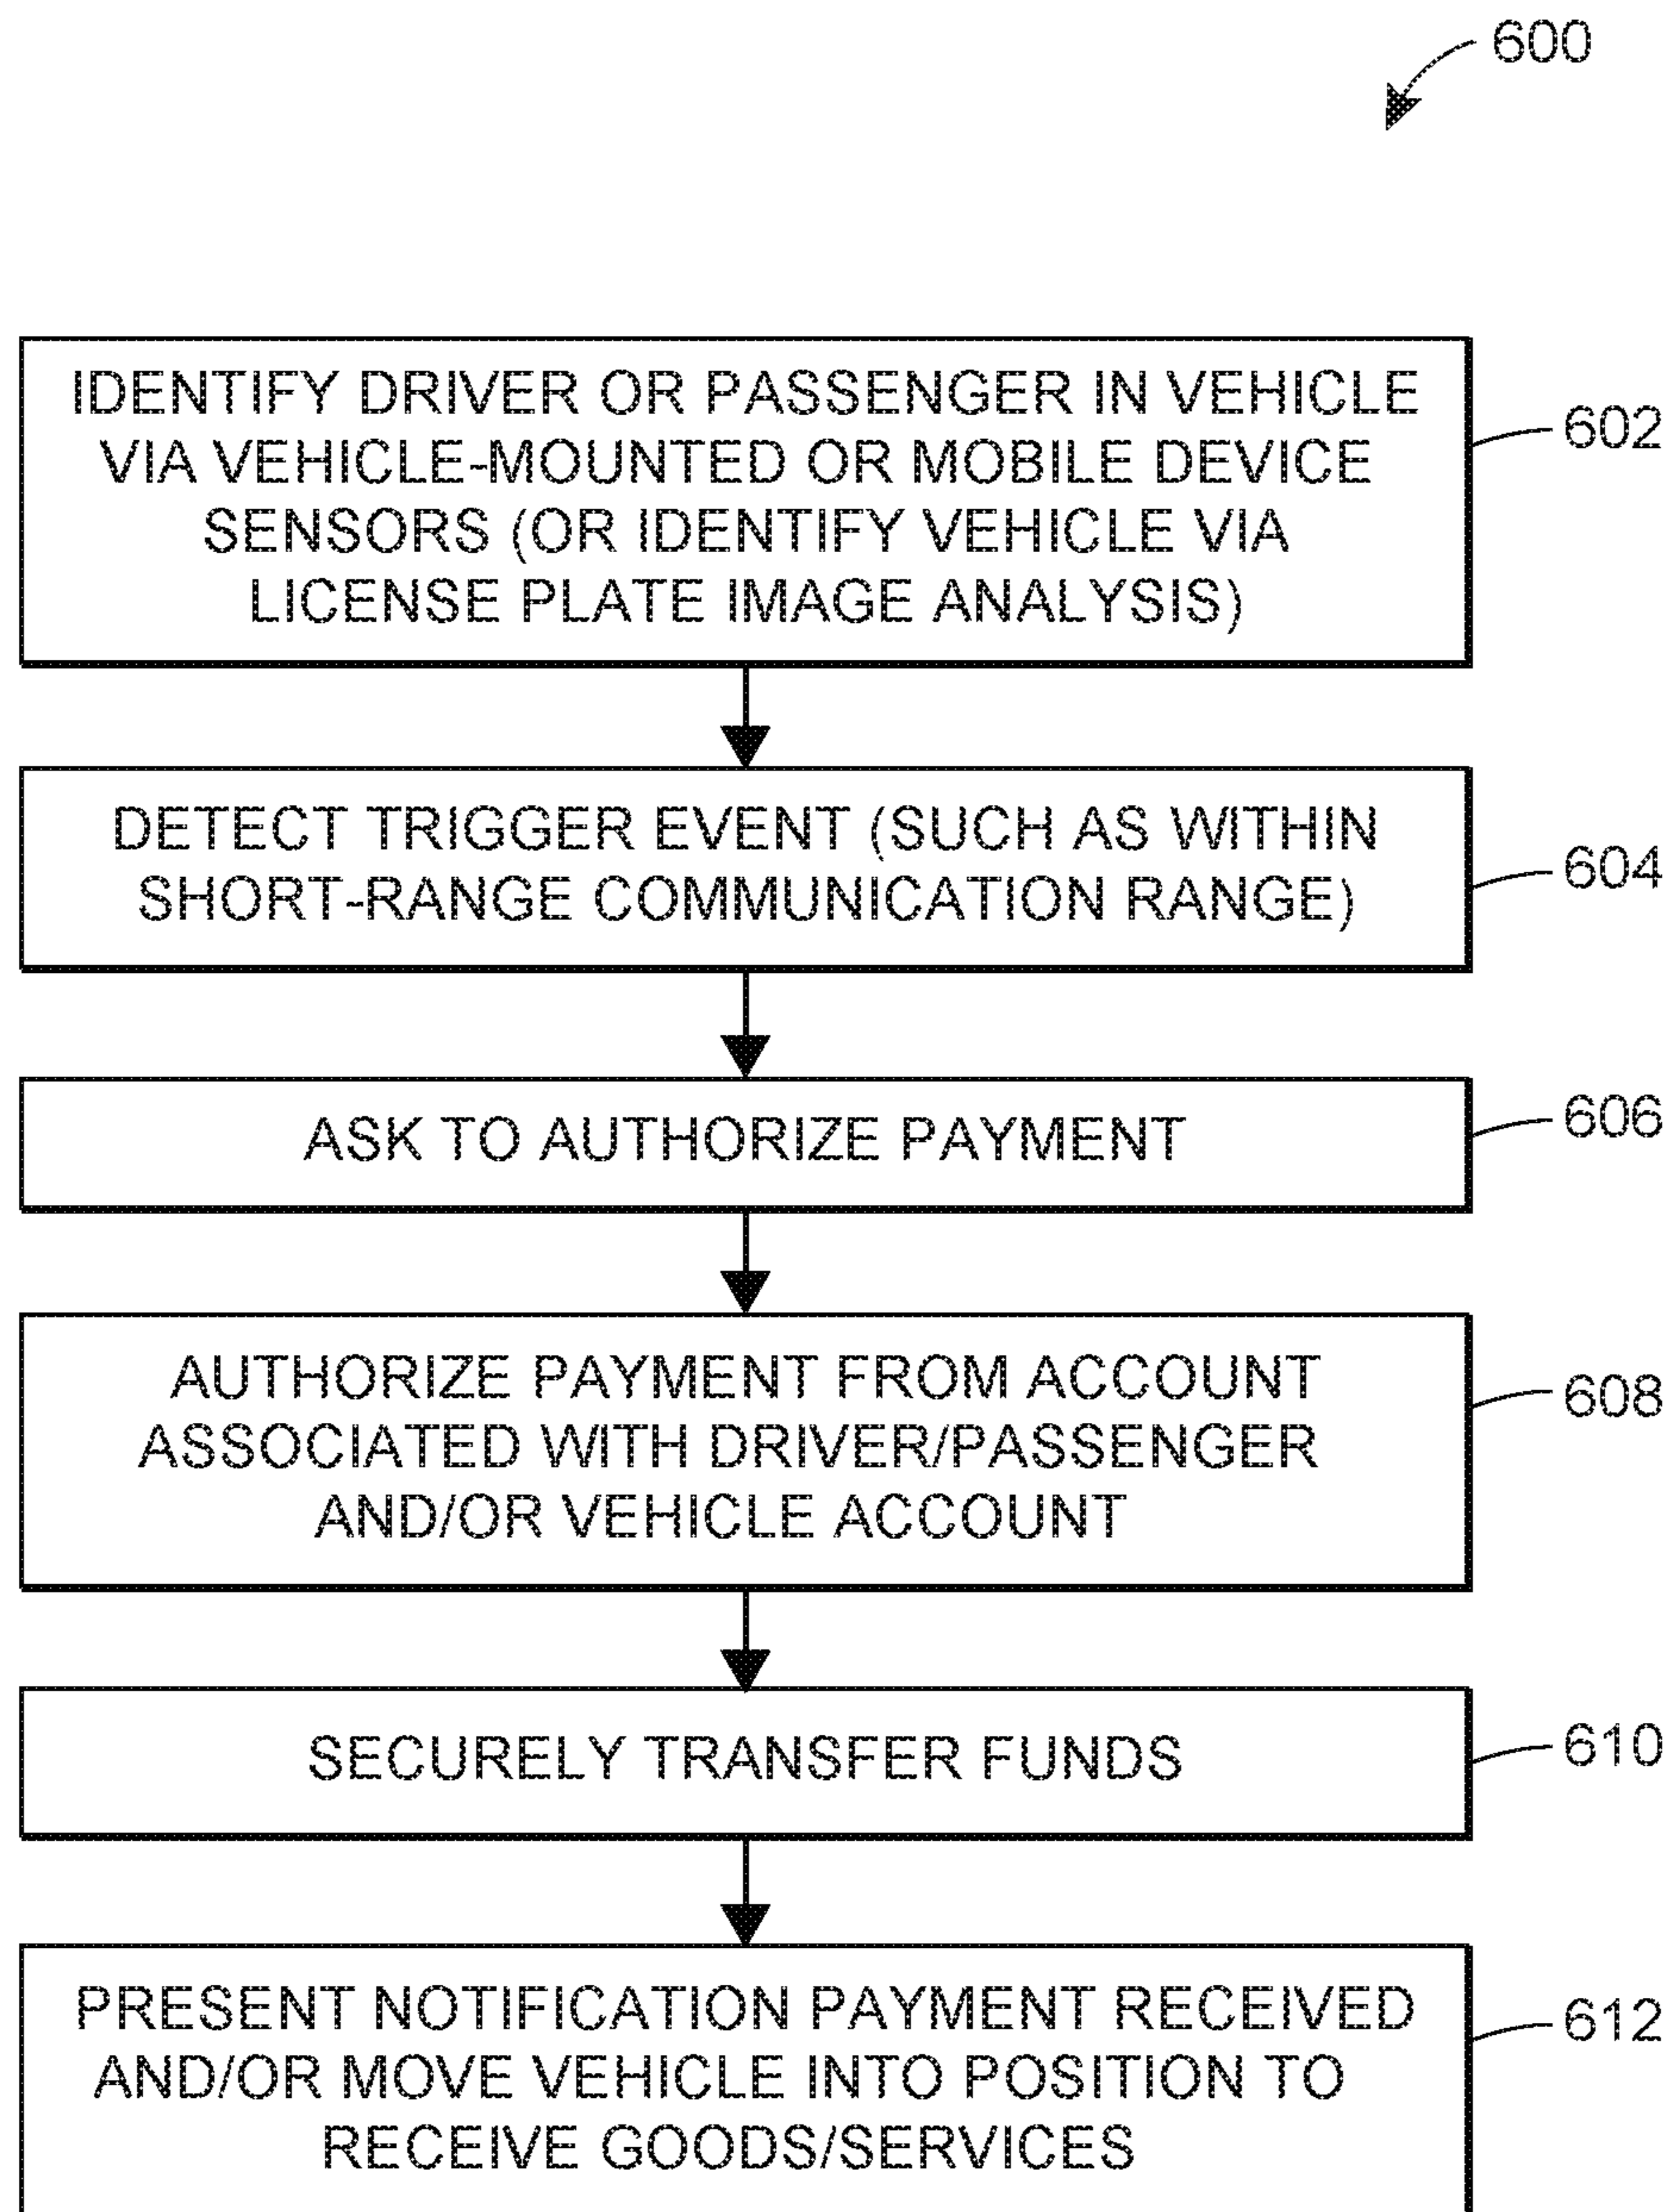 600
IDENTIFY DRIVER OR PASSENGER IN VEHICLE
VIA VEHICLE-MOUNTED OR MOBILE DEVICE
SENSORS (OR IDENTIFY VEHICLE VIA
LICENSE PLATE IMAGE ANALYSIS)
602
DETECT TRIGGER EVENT (SUCH AS WITHIN
SHORT-RANGE COMMUNICATION RANGE)
604
ASK TO AUTHORIZE PAYMENT
606
AUTHORIZE PAYMENT FROM ACCOUNT
ASSOCIATED WITH DRIVER/PASSENGER
AND/OR VEHICLE ACCOUNT
608
SECURELY TRANSFER FUNDS
610
PRESENT NOTIFICATION PAYMENT RECEIVED
AND/OR MOVE VEHICLE INTO POSITION TO
RECEIVE GOODS/SERVICES
612